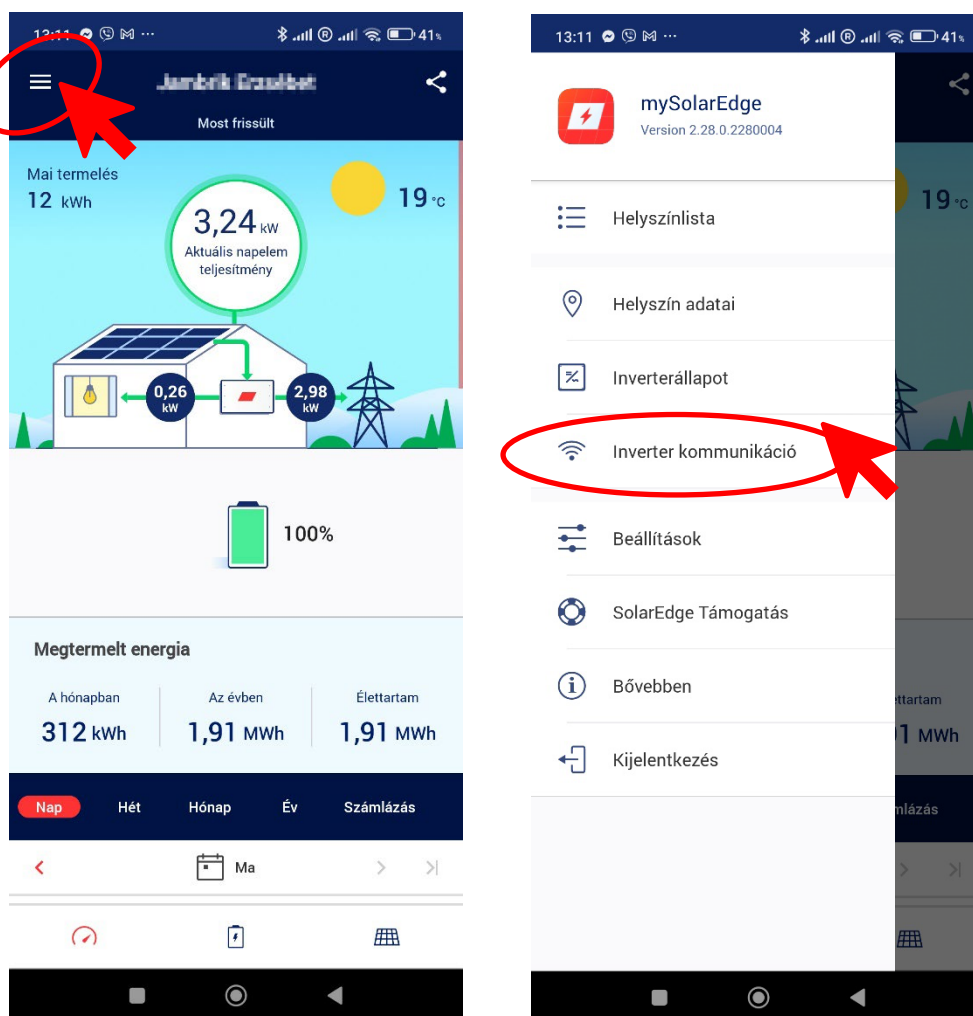 13:11 ··· 41%
Most frissült
Mai termelés
12 kWh
19 °C
3,24 kW
Aktuális napelem
teljesítmény
0,26
kW
2,98
kW
100%
Megtermelt energia
A hónapban
Az évben
Élettartam
312 kWh
1,91 MWh
1,91 MWh
Nap
Hét
Hónap
Év
Számlázás
Ma
13:11 ··· 41%
mySolarEdge
Version 2.28.0.2280004
19 °C
Helyszínlista
Helyszín adatai
Inverterállapot
Inverter kommunikáció
Beállítások
SolarEdge Támogatás
Bővebben
Kijelentkezés
ettartam
1 MWh
mlázás